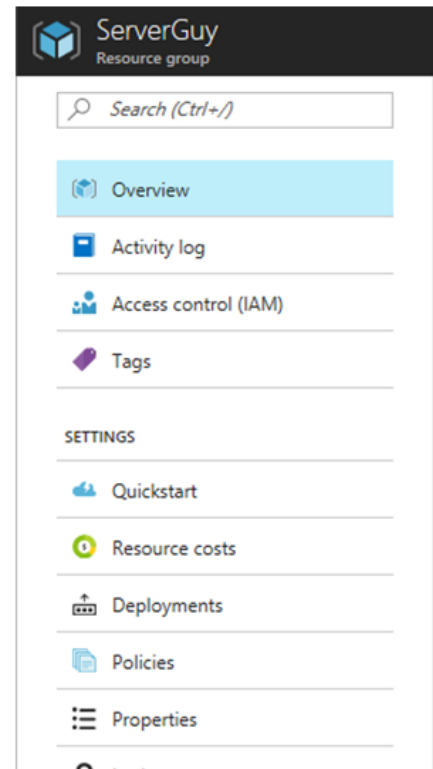 ServerGuy
Resource group
Search (Ctrl+/)
Overview
Activity log
Access control (IAM)
Tags
SETTINGS
Quickstart
Resource costs
Deployments
Policies
Properties